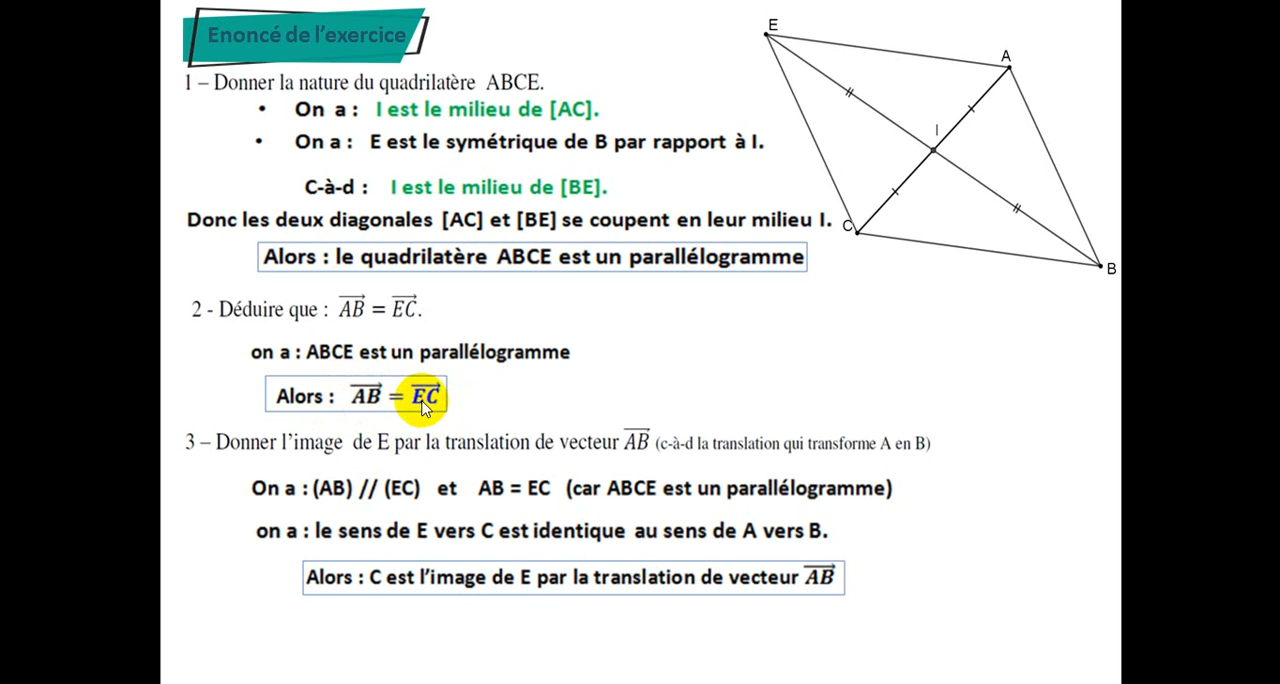 Enoncé de l'exercice
1 – Donner la nature du quadrilatère ABCE.
• On a : I est le milieu de [AC].
• On a : E est le symétrique de B par rapport à I.
C-à-d : I est le milieu de [BE].
Donc les deux diagonales [AC] et [BE] se coupent en leur milieu I.
Alors : le quadrilatère ABCE est un parallélogramme
2 - Déduire que : $\overrightarrow{AB} = \overrightarrow{EC}$.
on a : ABCE est un parallélogramme
Alors : $\overrightarrow{AB} = \overrightarrow{EC}$
3 – Donner l'image de E par la translation de vecteur $\overrightarrow{AB}$ (c-à-d la translation qui transforme A en B)
On a : (AB) // (EC) et AB = EC (car ABCE est un parallélogramme)
on a : le sens de E vers C est identique au sens de A vers B.
Alors : C est l'image de E par la translation de vecteur $\overrightarrow{AB}$
E
A
I
C
B